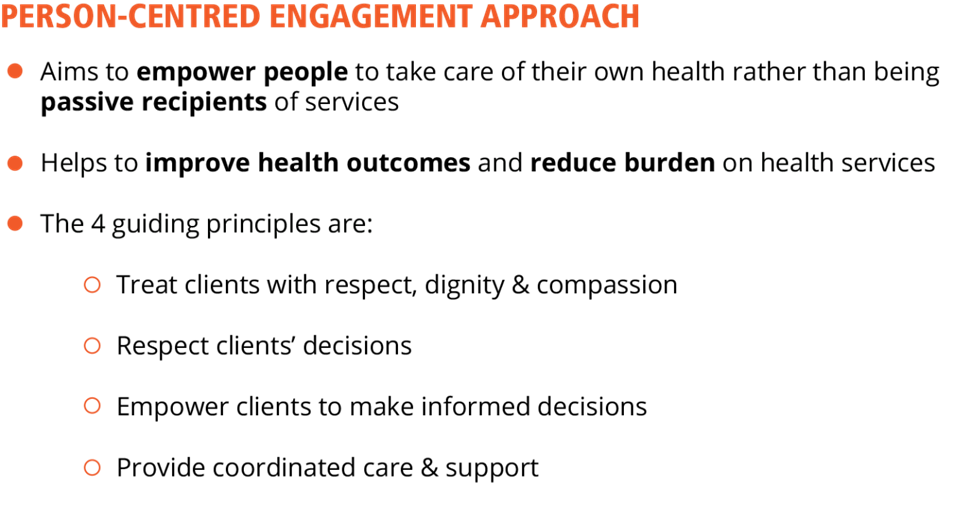 PERSON-CENTRED ENGAGEMENT APPROACH
Aims to empower people to take care of their own health rather than being
passive recipients of services
Helps to improve health outcomes and reduce burden on health services
The 4 guiding principles are:
Treat clients with respect, dignity & compassion
Respect clients’ decisions
Empower clients to make informed decisions
Provide coordinated care & support